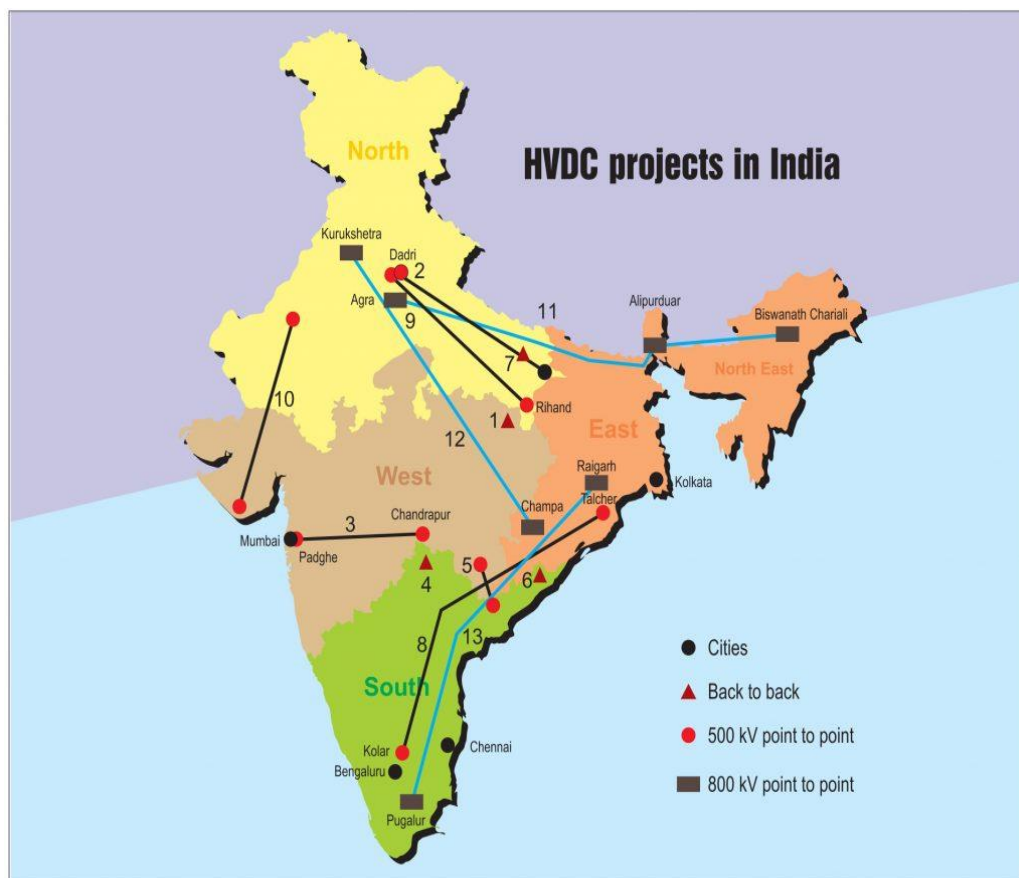 HVDC projects in India
North
Kurukshetra
Dadri
2
Agra
9
11
Alipurduar
Biswanath Chariali
North East
7
10
Rihand
1
East
12
West
Raigarh
Kolkata
Talcher
Champa
Chandrapur
3
Mumbai
Padghe
5
4
6
13
8
South
Kolar
Bengaluru
Chennai
Pugalur
Cities
Back to back
500 kV point to point
800 kV point to point